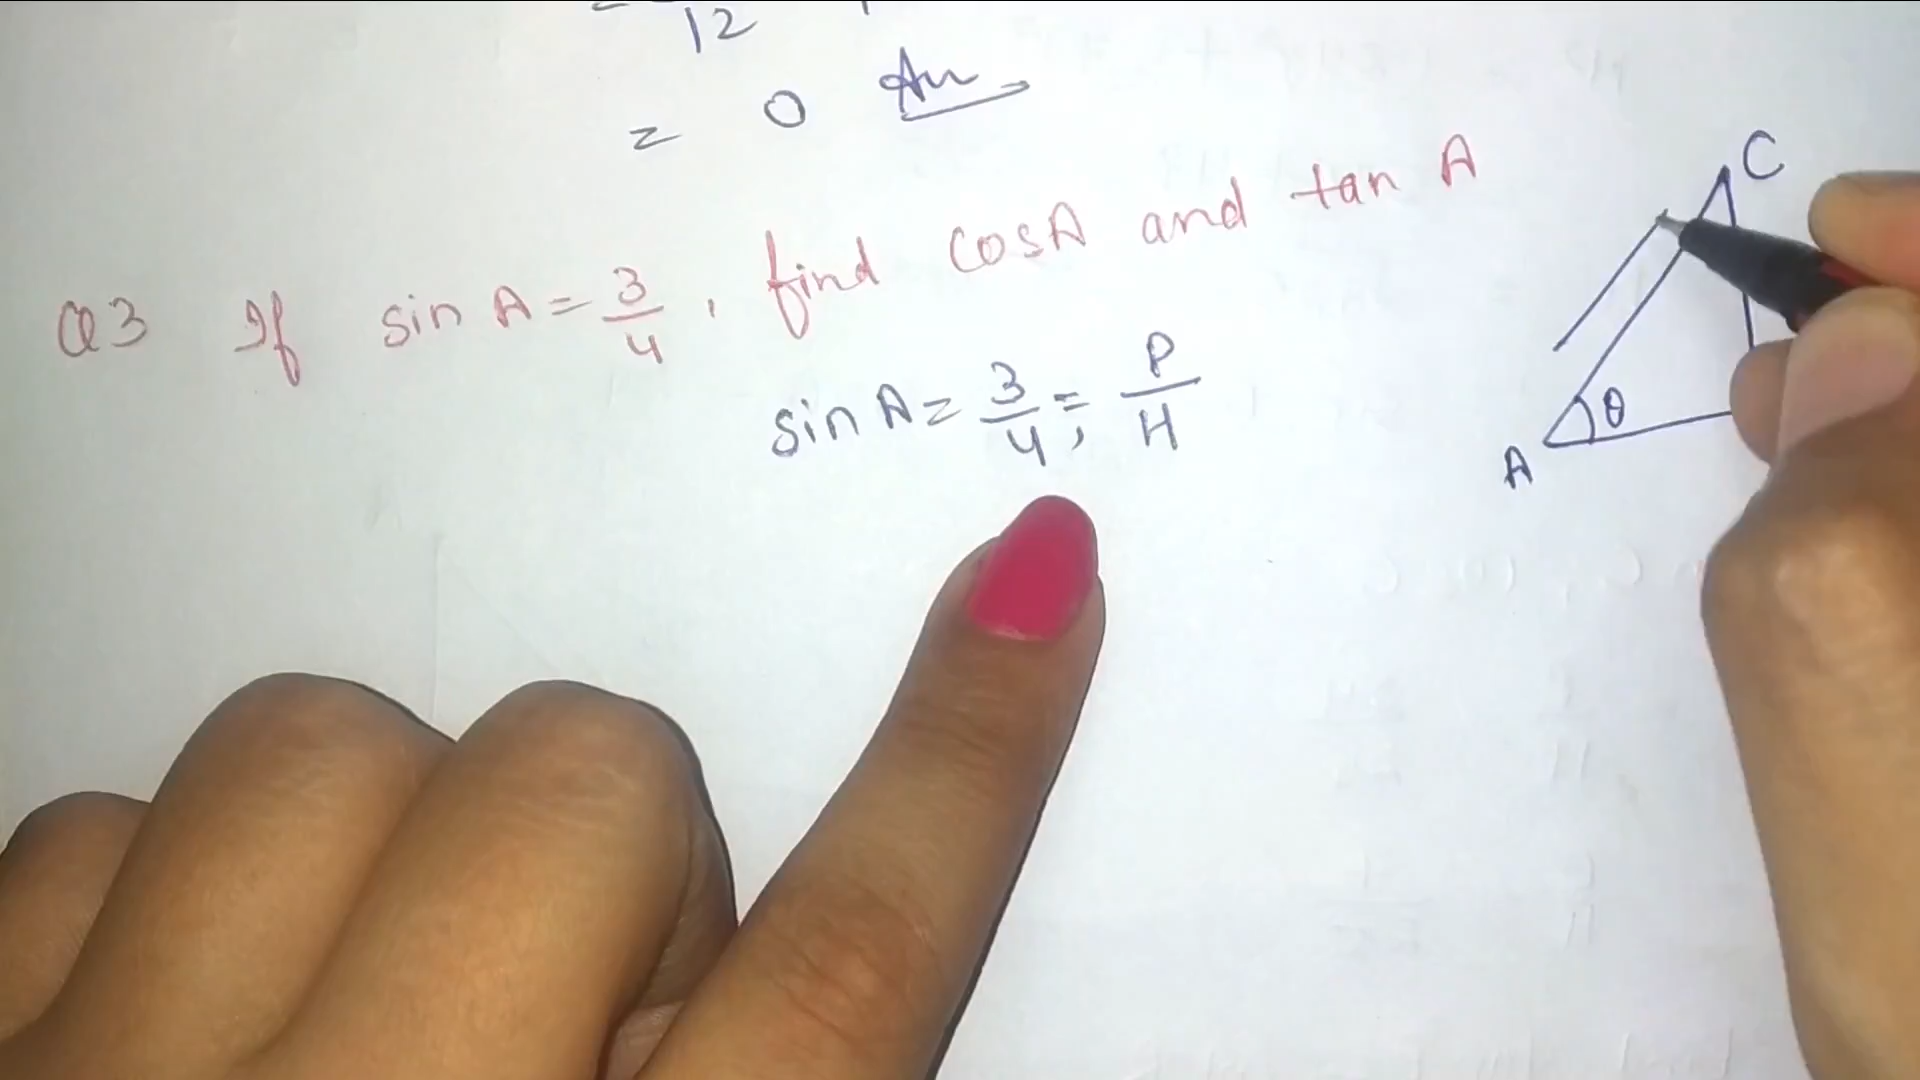 12
= 0 Ans
Q3 If sin A = 3/4, find cosA and tan A
sin A = 3/4 = P/H
C
θ
A